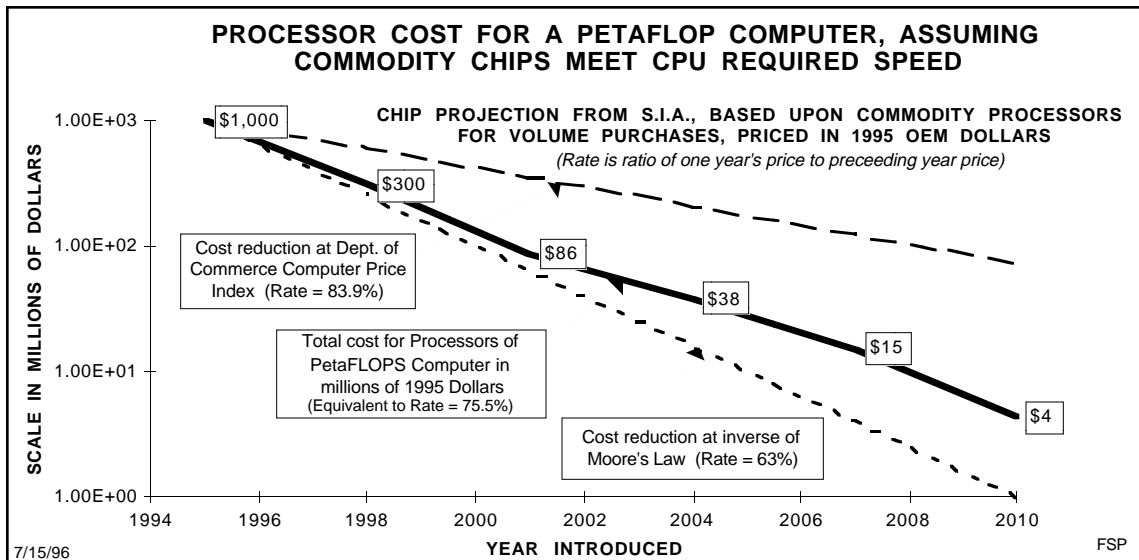 PROCESSOR COST FOR A PETAFLOP COMPUTER, ASSUMING
COMMODITY CHIPS MEET CPU REQUIRED SPEED
CHIP PROJECTION FROM S.I.A., BASED UPON COMMODITY PROCESSORS
FOR VOLUME PURCHASES, PRICED IN 1995 OEM DOLLARS
(Rate is ratio of one year's price to preceeding year price)
SCALE IN MILLIONS OF DOLLARS
1.00E+03
1.00E+02
1.00E+01
1.00E+00
$1,000
$300
$86
$38
$15
$4
Cost reduction at Dept. of
Commerce Computer Price
Index (Rate = 83.9%)
Total cost for Processors of
PetaFLOPS Computer in
millions of 1995 Dollars
(Equivalent to Rate = 75.5%)
Cost reduction at inverse of
Moore's Law (Rate = 63%)
1994 1996 1998 2000 2002 2004 2006 2008 2010
YEAR INTRODUCED
7/15/96
FSP